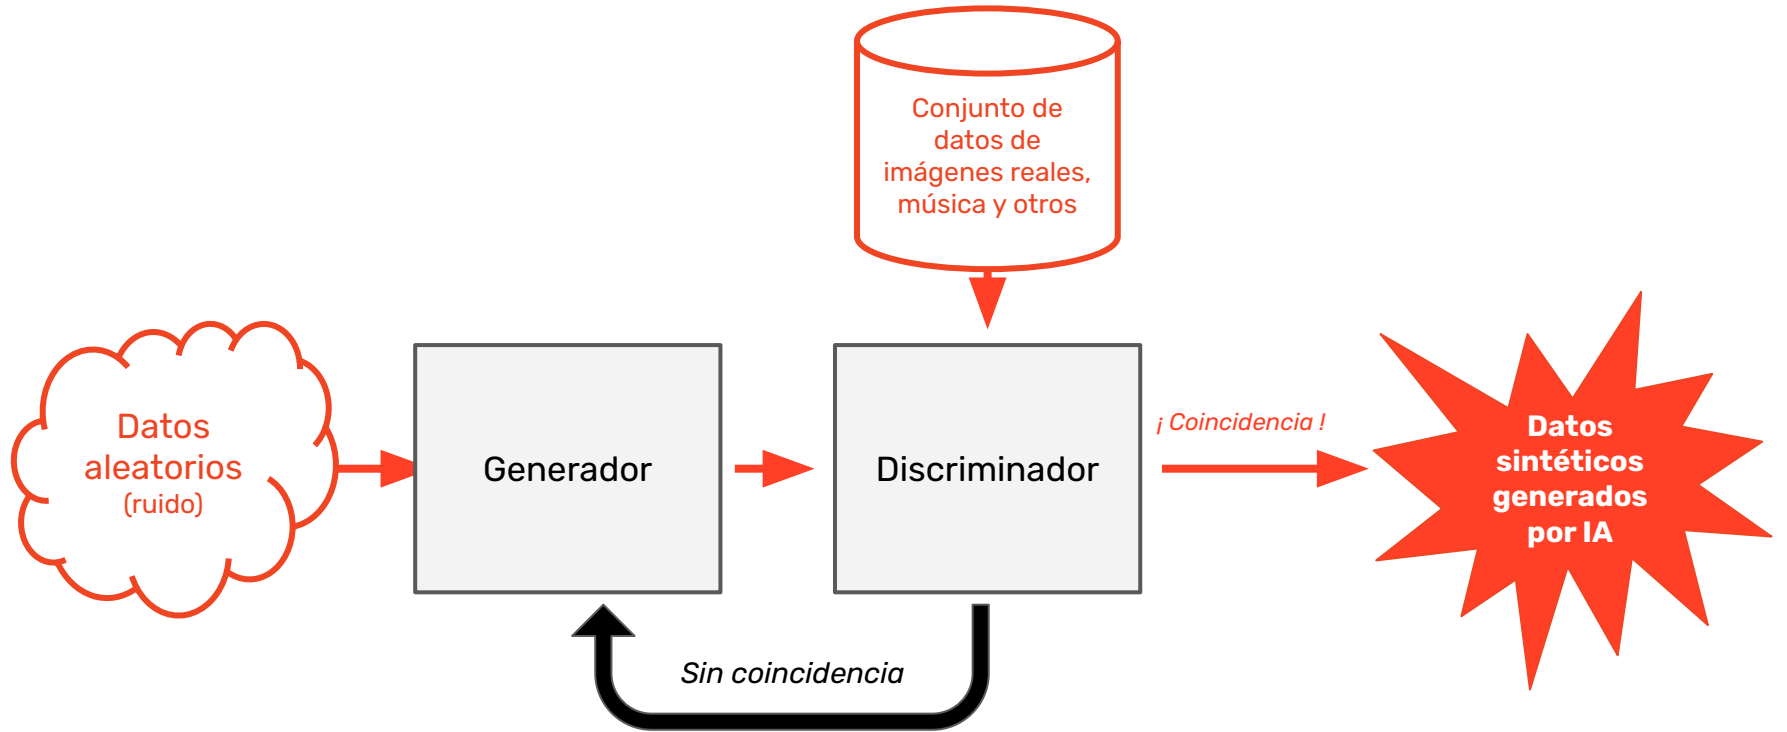 Conjunto de
datos de
imágenes reales,
música y otros
Datos
aleatorios
(ruido)
Generador
Discriminador
¡ Coincidencia !
Datos
sintéticos
generados
por IA
Sin coincidencia